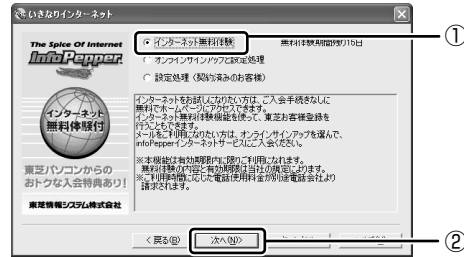 いきなりインターネット
The Spice Of Internet
InfoPepper
インターネット
無料体験付
東芝パソコンからの
おトクな入会特典あり!
東芝情報システム株式会社
インターネット無料体験
無料体験期間残り16日
オンラインサインアップと設定処理
設定処理(契約済みのお客様)
インターネットをお試しになりたい方は、ご入会手続きなしに
無料でホームページにアクセスできます。
インターネット無料体験機能を使って、東芝お客様登録を
行うこともできます。
メールをご利用になりたい方は、オンラインサインアップを選んで、
infoPepperインターネットサービスにご入会ください。
※本機能は有効期限内に限りご利用になれます。
無料体験の内容と有効期限は当社の規定によります。
※ご利用時間に応じた電話使用料金が別途電話会社より
請求されます。
<戻る(B)
次へ(N)>
①
②